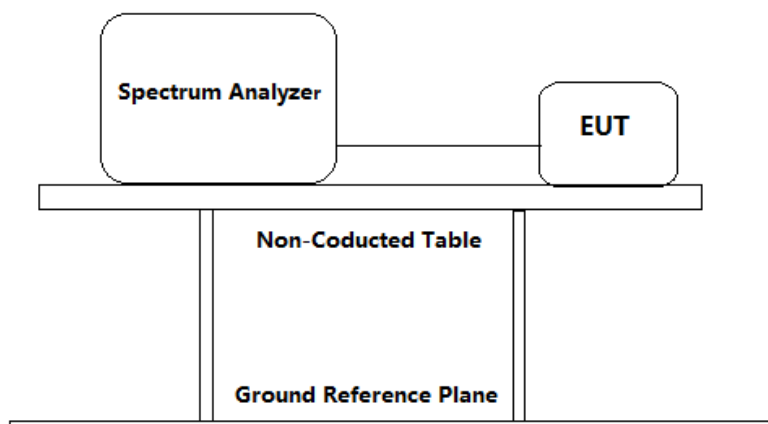 Spectrum Analyzer
EUT
Non-Coducted Table
Ground Reference Plane